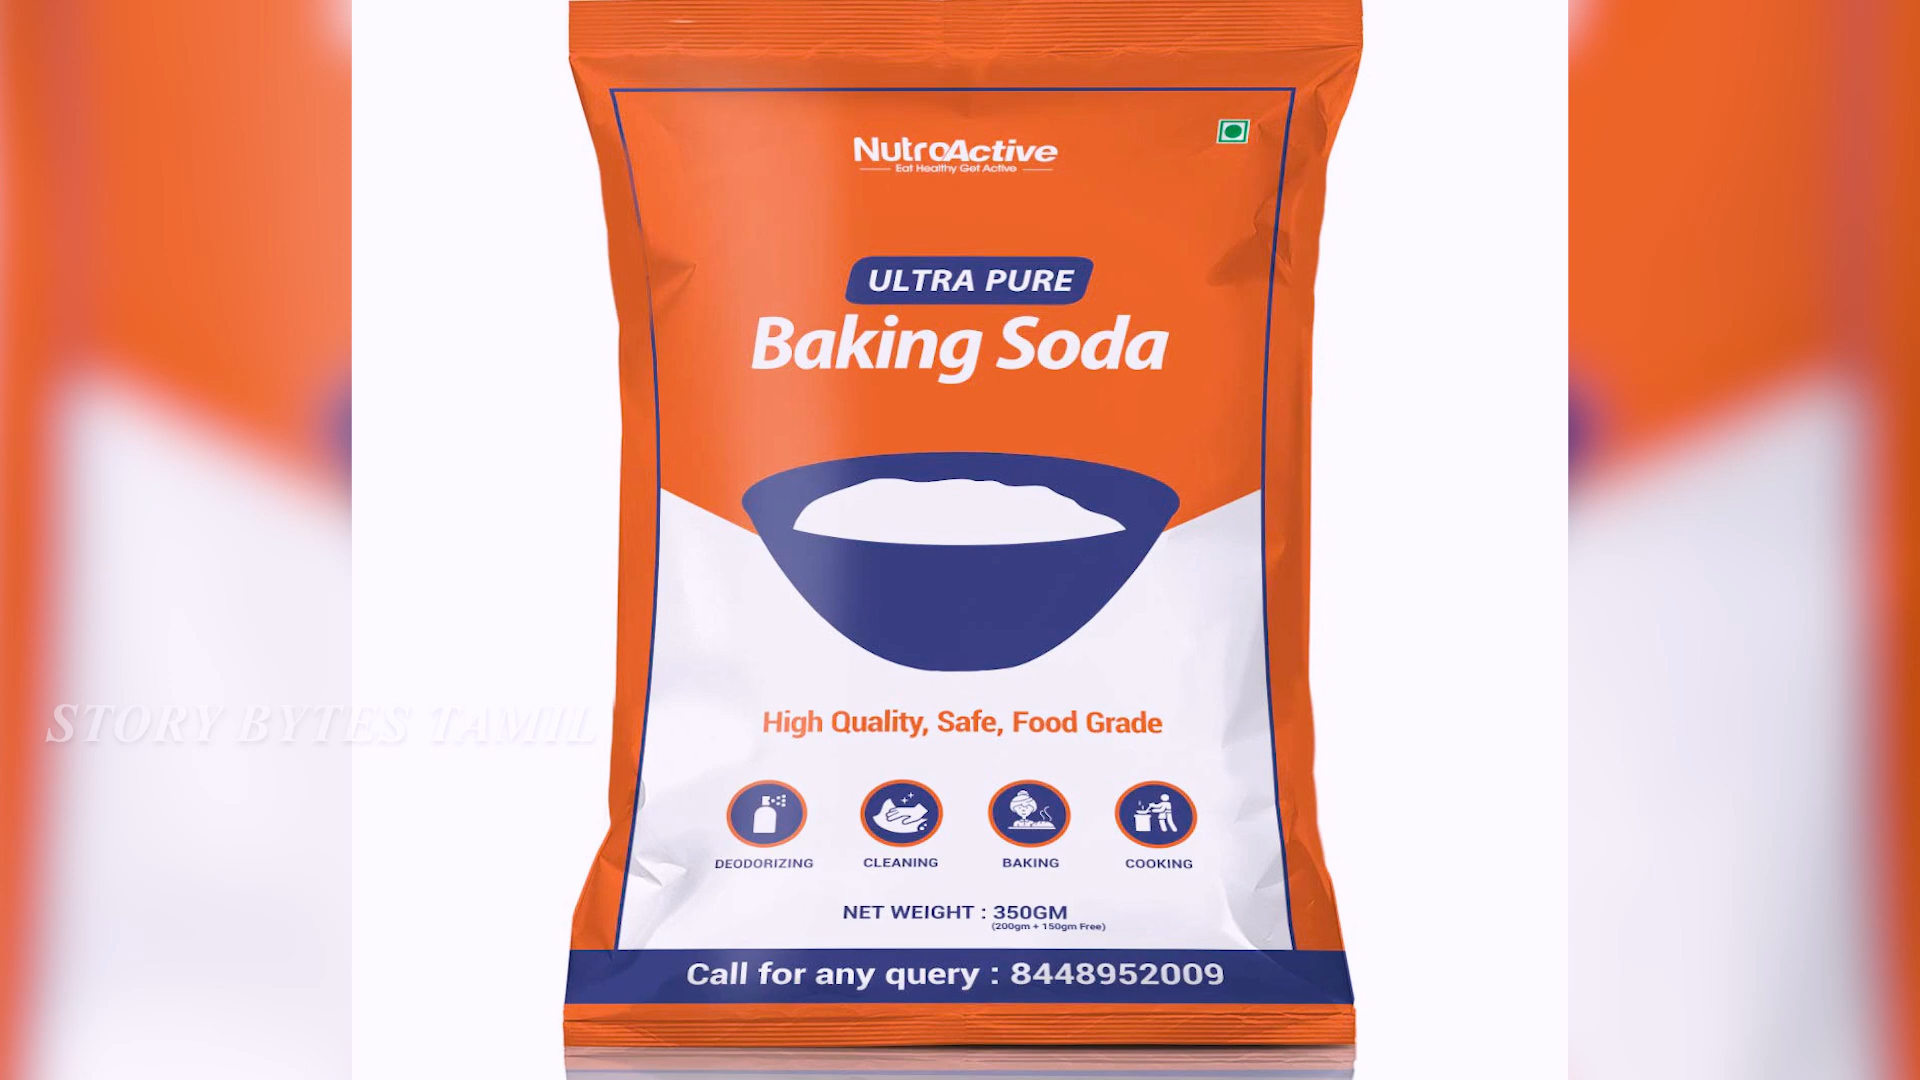 NutroActive
Eat Healthy Get Active
ULTRA PURE
Baking Soda
STORY BYTES TAMIL
High Quality, Safe, Food Grade
DEODORIZING CLEANING BAKING COOKING
NET WEIGHT : 350GM
(200gm + 150gm Free)
Call for any query : 8448952009